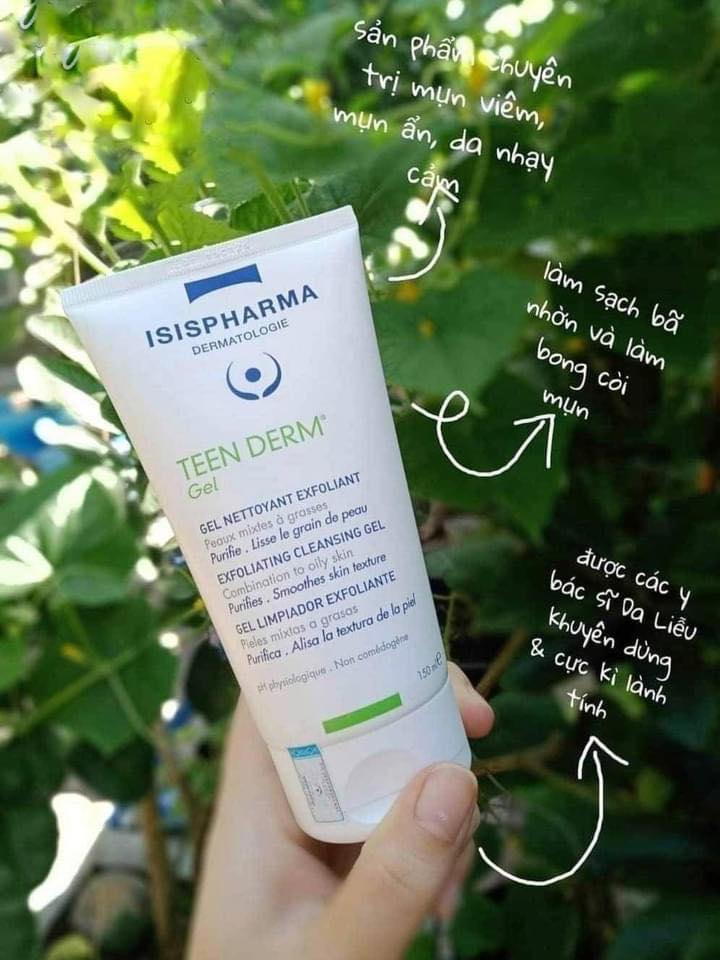 sản phẩm chuyên
trị mụn viêm,
mụn ẩn, da nhạy
cảm
làm sạch bã
nhờn và làm
bong còi
mụn
được các y
bác sĩ Da Liễu
khuyên dùng
& cực kì lành
tính
ISISPHARMA
DERMATOLOGIE
TEEN DERM®
Gel
GEL NETTOYANT EXFOLIANT
Peaux mixtes à grasses
Purifie . Lisse le grain de peau
EXFOLIATING CLEANSING GEL
Combination to oily skin
Purifies . Smoothes skin texture
GEL LIMPIADOR EXFOLIANTE
Pieles mixtas a grasas
Purifica . Alisa la textura de la piel
pH physiologique . Non comédogène
150 ml e